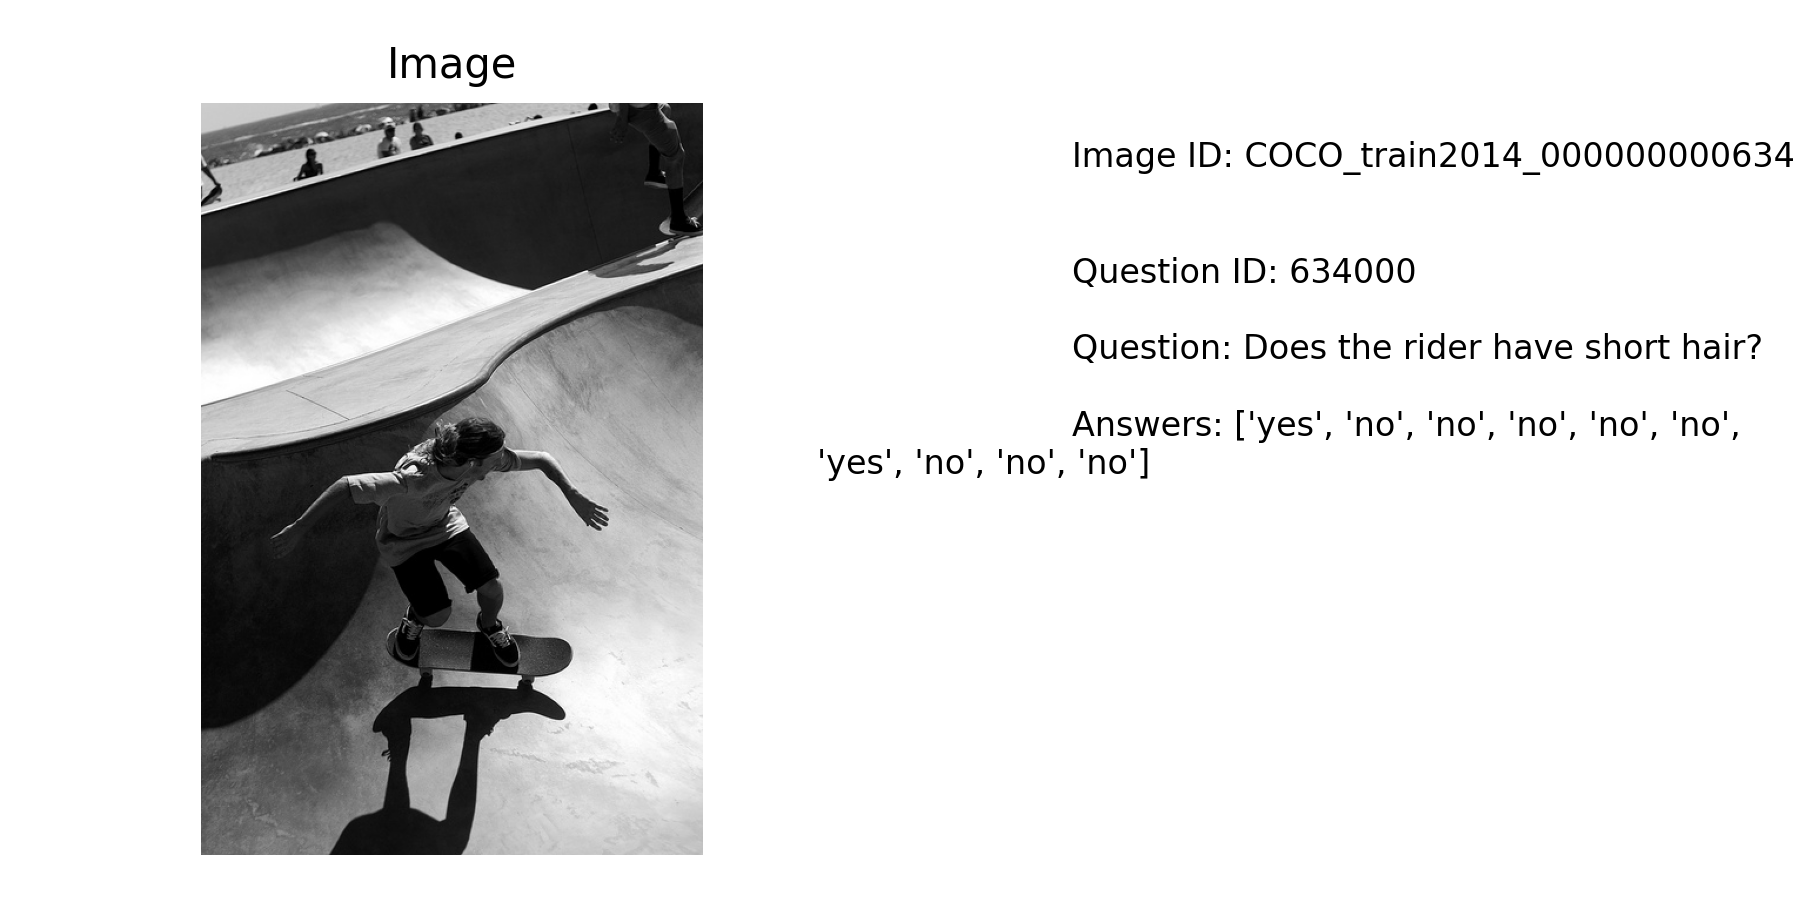 Image
Image ID: COCO_train2014_000000000634
Question ID: 634000
Question: Does the rider have short hair?
Answers: ['yes', 'no', 'no', 'no', 'no', 'no',
'yes', 'no', 'no', 'no']